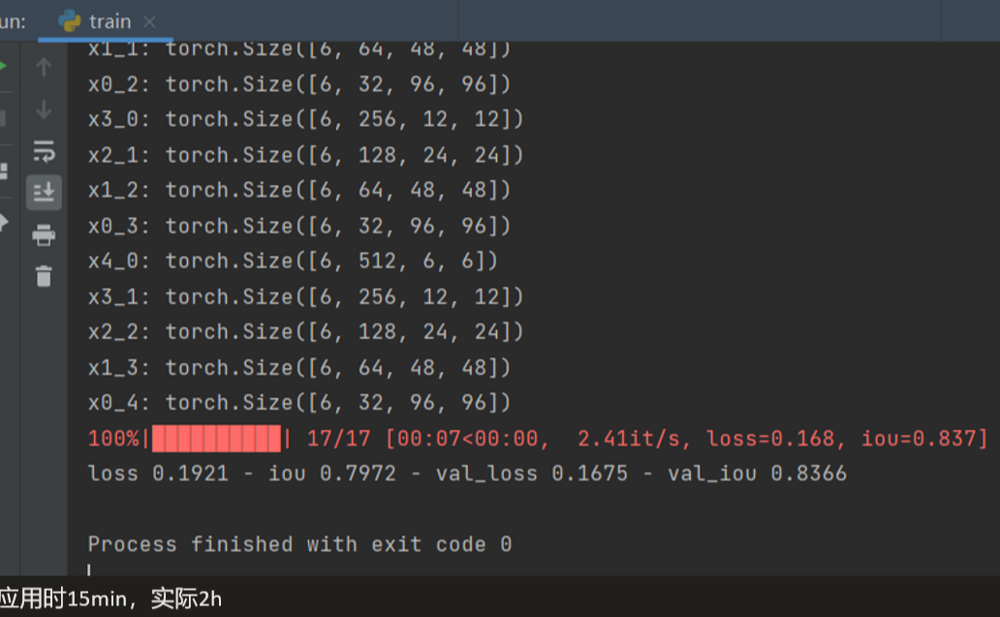 un:
train
x1_1: torch.Size([6, 64, 48, 48])
x0_2: torch.Size([6, 32, 96, 96])
x3_0: torch.Size([6, 256, 12, 12])
x2_1: torch.Size([6, 128, 24, 24])
x1_2: torch.Size([6, 64, 48, 48])
x0_3: torch.Size([6, 32, 96, 96])
x4_0: torch.Size([6, 512, 6, 6])
x3_1: torch.Size([6, 256, 12, 12])
x2_2: torch.Size([6, 128, 24, 24])
x1_3: torch.Size([6, 64, 48, 48])
x0_4: torch.Size([6, 32, 96, 96])
100%|██████████| 17/17 [00:07<00:00,  2.41it/s, loss=0.168, iou=0.837]
loss 0.1921 - iou 0.7972 - val_loss 0.1675 - val_iou 0.8366
Process finished with exit code 0
应用时15min，实际2h